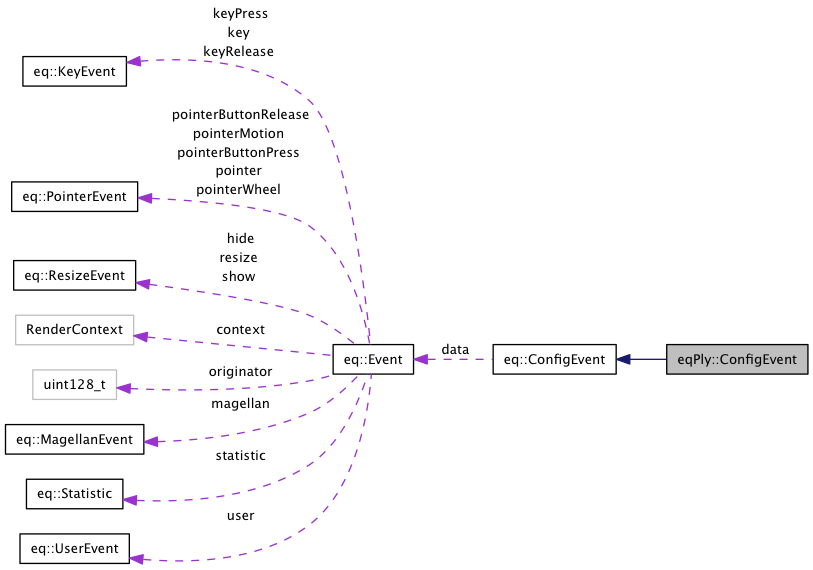 keyPress
key
keyRelease
eq::KeyEvent
pointerButtonRelease
pointerMotion
pointerButtonPress
pointer
pointerWheel
eq::PointerEvent
hide
resize
show
eq::ResizeEvent
context
RenderContext
originator
uint128_t
magellan
eq::MagellanEvent
statistic
eq::Statistic
user
eq::UserEvent
eq::Event
data
eq::ConfigEvent
eqPly::ConfigEvent